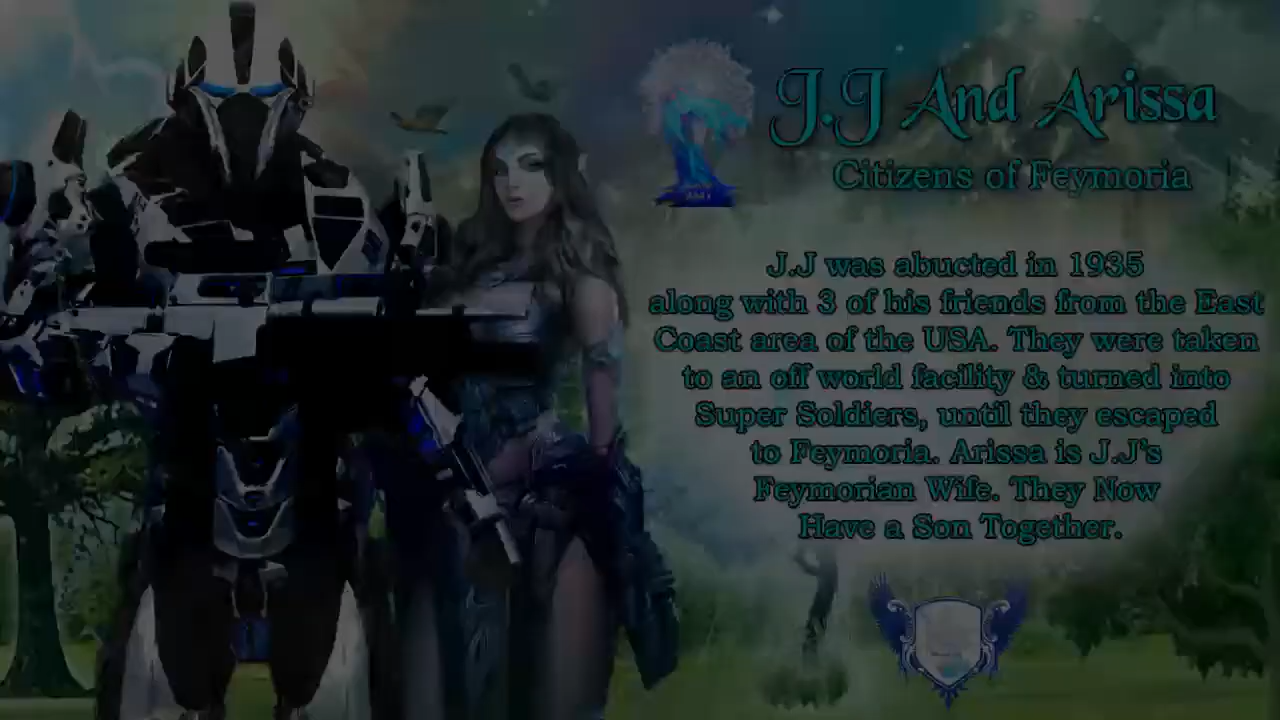 J.J And Arissa
Citizens of Feymoria
J.J was abucted in 1935
along with 3 of his friends from the East
Coast area of the USA. They were taken
to an off world facility & turned into
Super Soldiers, until they escaped
to Feymoria. Arissa is J.J's
Feymorian Wife. They Now
Have a Son Together.